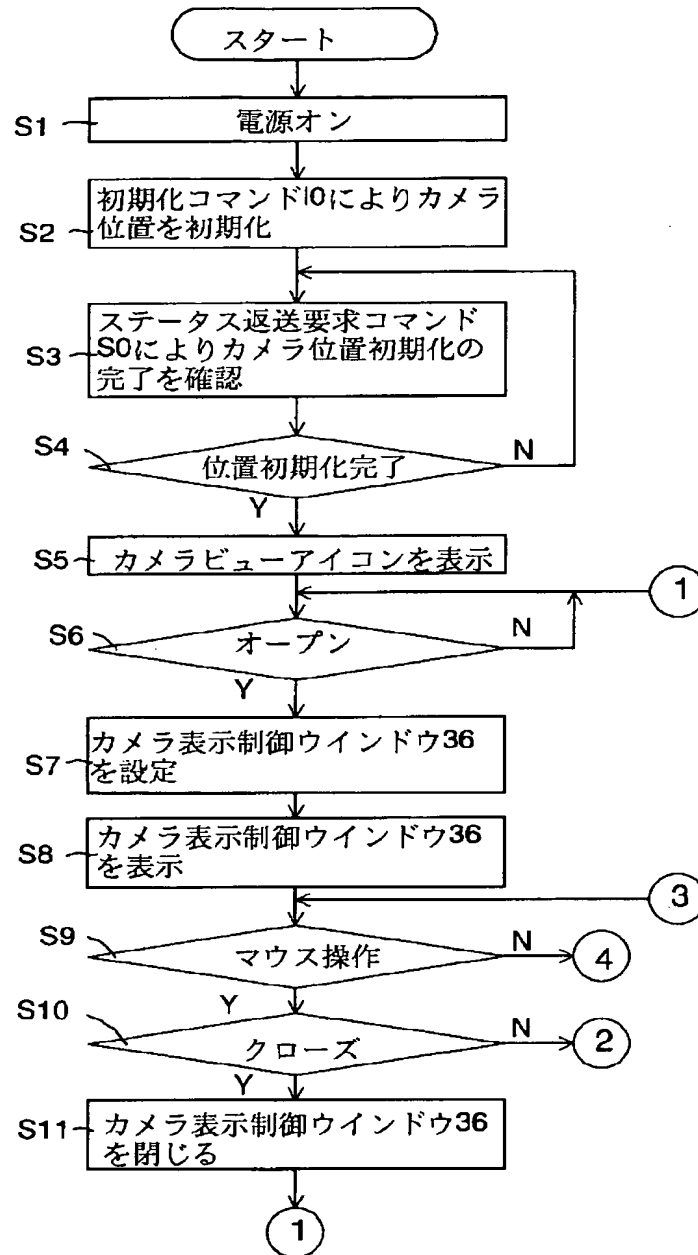 スタート
S1
電源オン
S2
初期化コマンドI0によりカメラ
位置を初期化
S3
ステータス返送要求コマンド
S0によりカメラ位置初期化の
完了を確認
S4
位置初期化完了
N
Y
S5
カメラビューアイコンを表示
1
S6
オープン
N
Y
S7
カメラ表示制御ウインドウ36
を設定
S8
カメラ表示制御ウインドウ36
を表示
3
S9
マウス操作
N
4
Y
S10
クローズ
N
2
Y
S11
カメラ表示制御ウインドウ36
を閉じる
1